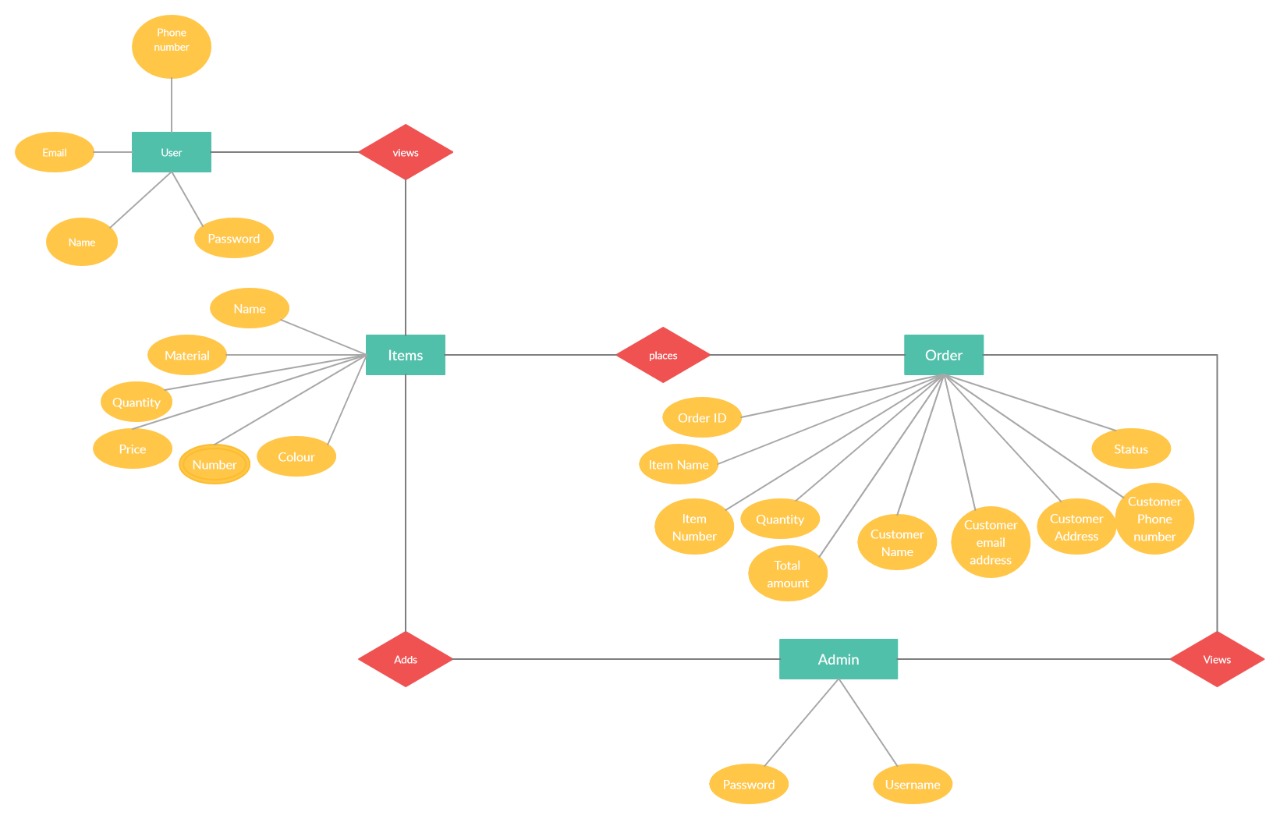 Phone
number
Email
User
views
Name
Password
Name
Material
Quantity
Price
Number
Colour
Items
places
Order
Order ID
Item Name
Item
Number
Quantity
Total
amount
Customer
Name
Customer
email
address
Customer
Address
Customer
Phone
number
Status
Adds
Admin
Views
Password
Username